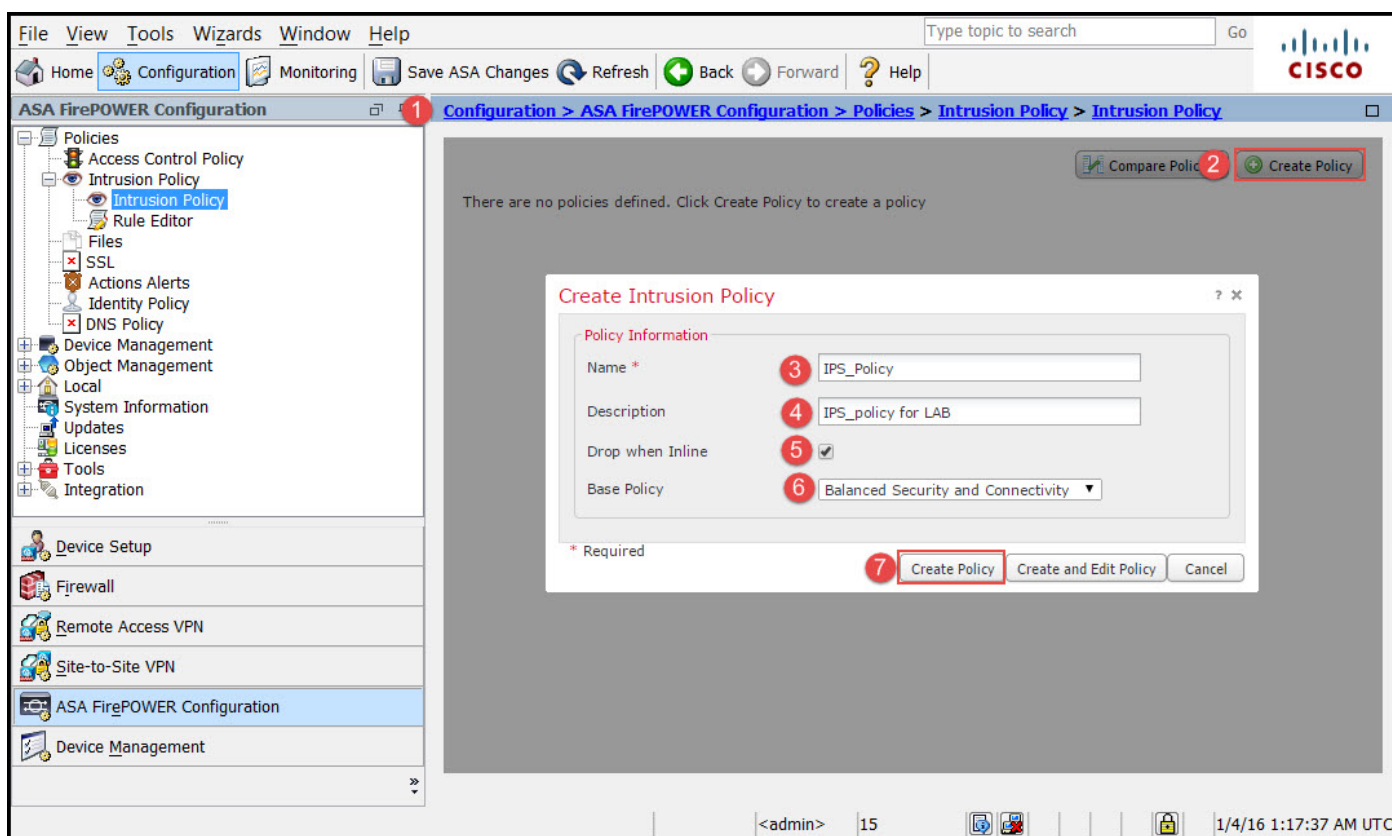 File View Tools Wizards Window Help
Type topic to search Go
CISCO
Home Configuration Monitoring Save ASA Changes Refresh Back Forward Help
ASA FirePOWER Configuration
1
Configuration > ASA FirePOWER Configuration > Policies > Intrusion Policy > Intrusion Policy
Policies
Access Control Policy
Intrusion Policy
Intrusion Policy
Rule Editor
Files
SSL
Actions Alerts
Identity Policy
DNS Policy
Device Management
Object Management
Local
System Information
Updates
Licenses
Tools
Integration
Device Setup
Firewall
Remote Access VPN
Site-to-Site VPN
ASA FirePOWER Configuration
Device Management
Compare Polic 2 Create Policy
There are no policies defined. Click Create Policy to create a policy
Create Intrusion Policy ?
Policy Information
Name * 3 IPS_Policy
Description 4 IPS_policy for LAB
Drop when Inline 5
Base Policy 6 Balanced Security and Connectivity
* Required
7 Create Policy Create and Edit Policy Cancel
<admin> 15 1/4/16 1:17:37 AM UTC